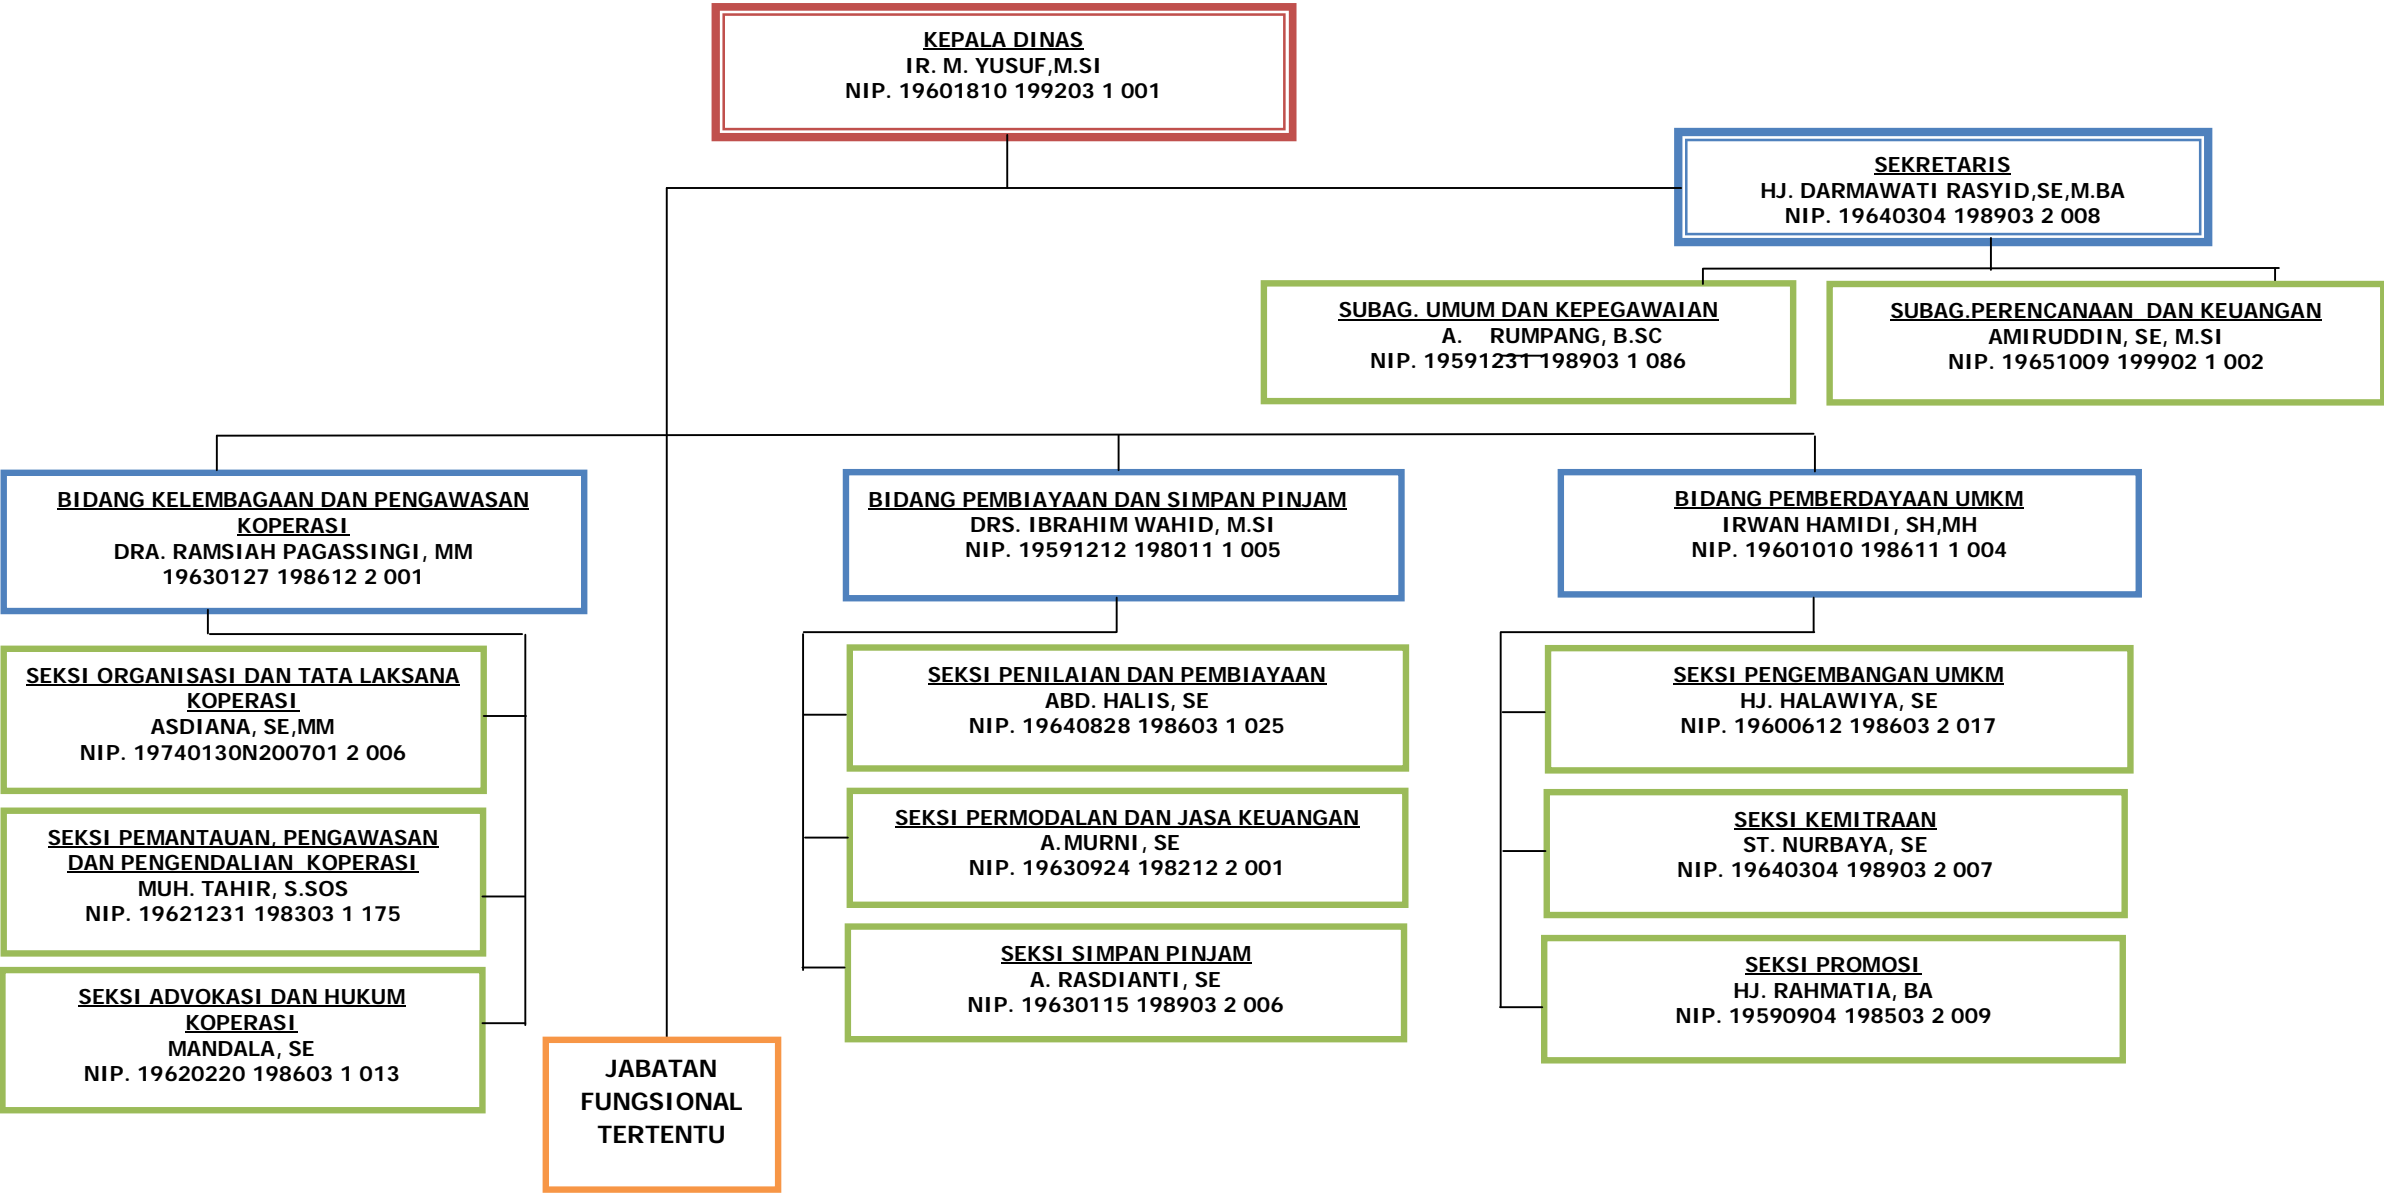 KEPALA DINAS
IR. M. YUSUF,M.SI
NIP. 19601810 199203 1 001
SEKRETARIS
HJ. DARMAWATI RASYID,SE,M.BA
NIP. 19640304 198903 2 008
SUBAG. UMUM DAN KEPEGAWAIAN
A. RUMPANG, B.SC
NIP. 19591231 198903 1 086
SUBAG.PERENCANAAN DAN KEUANGAN
AMIRUDDIN, SE, M.SI
NIP. 19651009 199902 1 002
BIDANG KELEMBAGAAN DAN PENGAWASAN
KOPERASI
DRA. RAMSIAH PAGASSINGI, MM
19630127 198612 2 001
BIDANG PEMBIAYAAN DAN SIMPAN PINJAM
DRS. IBRAHIM WAHID, M.SI
NIP. 19591212 198011 1 005
BIDANG PEMBERDAYAAN UMKM
IRWAN HAMIDI, SH,MH
NIP. 19601010 198611 1 004
SEKSI ORGANISASI DAN TATA LAKSANA
KOPERASI
ASDIANA, SE,MM
NIP. 19740130N200701 2 006
SEKSI PEMANTAUAN, PENGAWASAN
DAN PENGENDALIAN KOPERASI
MUH. TAHIR, S.SOS
NIP. 19621231 198303 1 175
SEKSI ADVOKASI DAN HUKUM
KOPERASI
MANDALA, SE
NIP. 19620220 198603 1 013
SEKSI PENILAIAN DAN PEMBIAYAAN
ABD. HALIS, SE
NIP. 19640828 198603 1 025
SEKSI PERMODALAN DAN JASA KEUANGAN
A.MURNI, SE
NIP. 19630924 198212 2 001
SEKSI SIMPAN PINJAM
A. RASDIANTI, SE
NIP. 19630115 198903 2 006
SEKSI PENGEMBANGAN UMKM
HJ. HALAWIYA, SE
NIP. 19600612 198603 2 017
SEKSI KEMITRAAN
ST. NURBAYA, SE
NIP. 19640304 198903 2 007
SEKSI PROMOSI
HJ. RAHMATIA, BA
NIP. 19590904 198503 2 009
JABATAN
FUNGSIONAL
TERTENTU